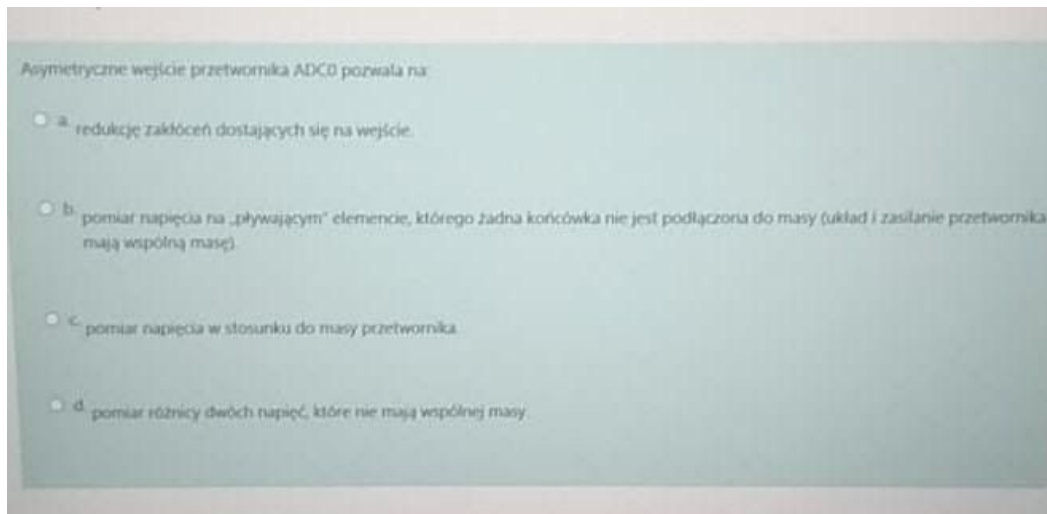 Asymetryczne wejście przetwornika ADC0 pozwala na:
a. redukcję zakłóceń dostających się na wejście.
b. pomiar napięcia na „pływającym” elemencie, którego żadna końcówka nie jest podłączona do masy (układ i zasilanie przetwornika
mają wspólną masę)
c. pomiar napięcia w stosunku do masy przetwornika.
d. pomiar różnicy dwóch napięć, które nie mają wspólnej masy.